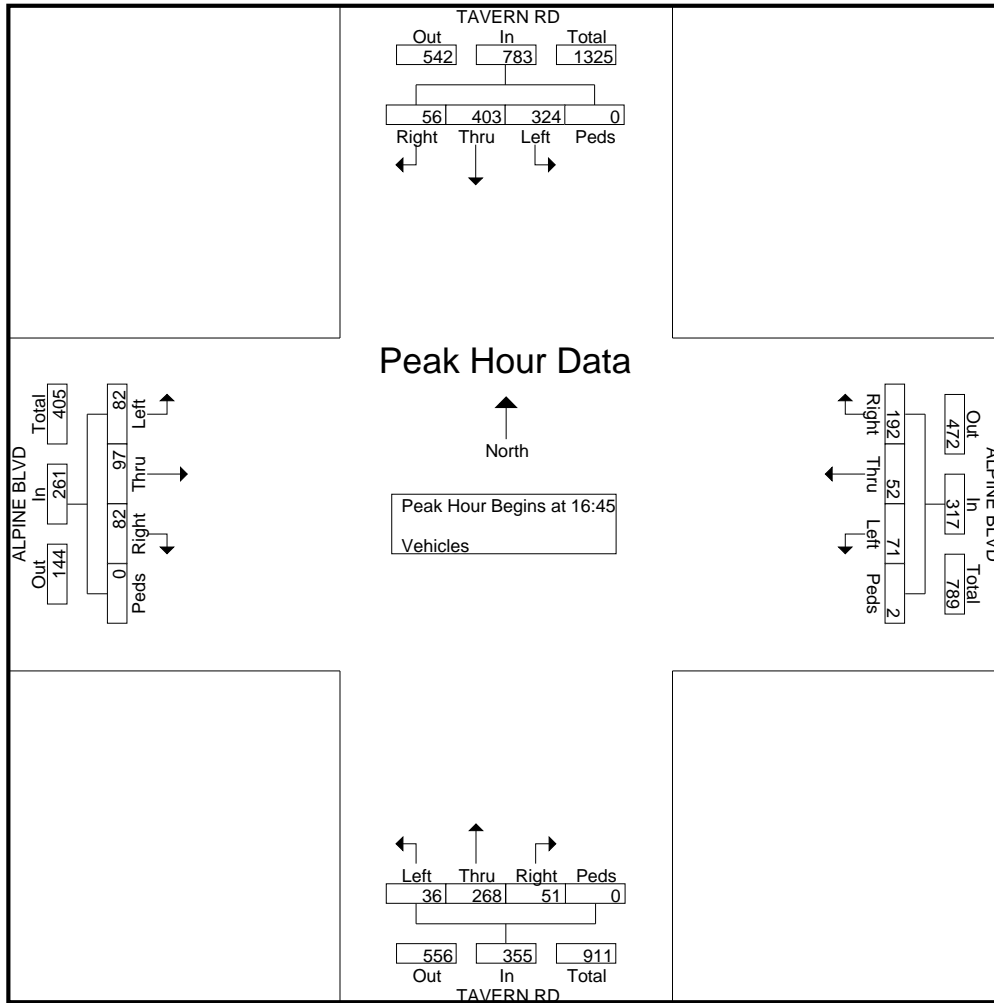 TAVERN RD
Out In Total
542 783 1325
56 403 324 0
Right Thru Left Peds
Peak Hour Data
North
Peak Hour Begins at 16:45
Vehicles
ALPINE BLVD
Out In Total
144 261 405
82 97 82 0
Left Thru Right Peds
ALPINE BLVD
Out In Total
472 317 789
192 52 71 2
Right Thru Left Peds
Left Thru Right Peds
36 268 51 0
556 355 911
Out In Total
TAVERN RD